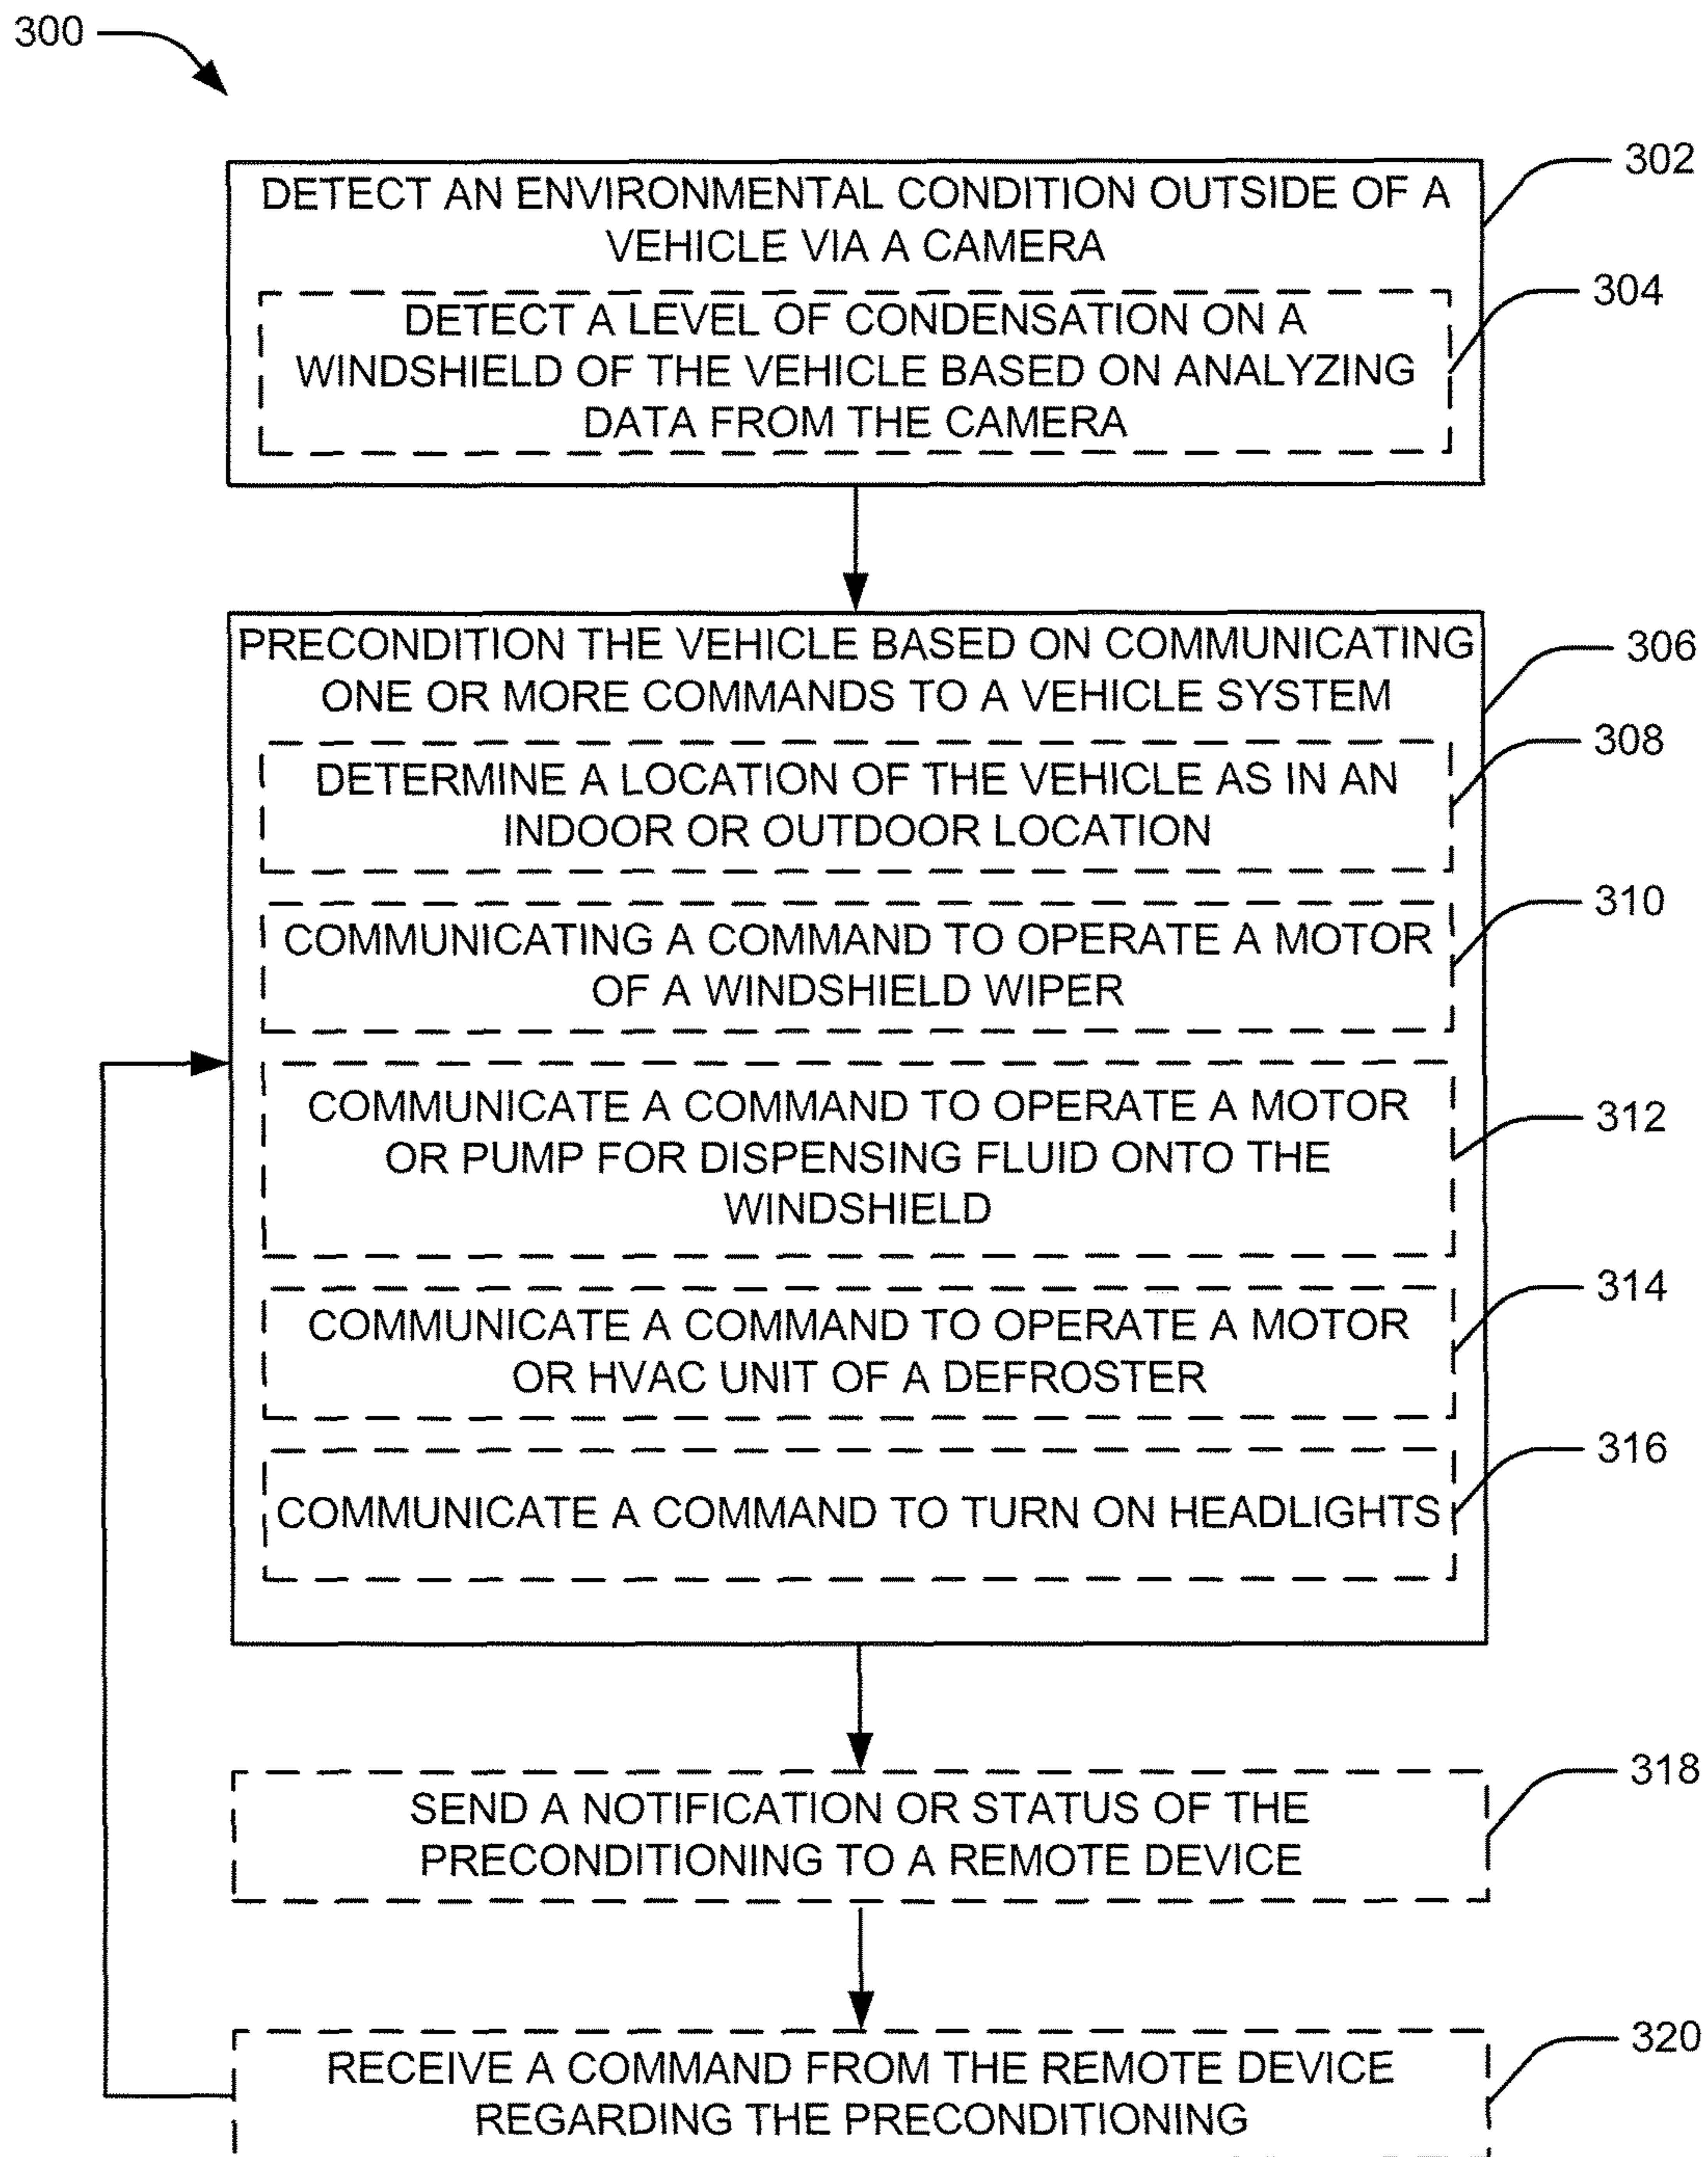 300
302
DETECT AN ENVIRONMENTAL CONDITION OUTSIDE OF A
VEHICLE VIA A CAMERA
304
DETECT A LEVEL OF CONDENSATION ON A
WINDSHIELD OF THE VEHICLE BASED ON ANALYZING
DATA FROM THE CAMERA
306
PRECONDITION THE VEHICLE BASED ON COMMUNICATING
ONE OR MORE COMMANDS TO A VEHICLE SYSTEM
308
DETERMINE A LOCATION OF THE VEHICLE AS IN AN
INDOOR OR OUTDOOR LOCATION
310
COMMUNICATING A COMMAND TO OPERATE A MOTOR
OF A WINDSHIELD WIPER
312
COMMUNICATE A COMMAND TO OPERATE A MOTOR
OR PUMP FOR DISPENSING FLUID ONTO THE
WINDSHIELD
314
COMMUNICATE A COMMAND TO OPERATE A MOTOR
OR HVAC UNIT OF A DEFROSTER
316
COMMUNICATE A COMMAND TO TURN ON HEADLIGHTS
318
SEND A NOTIFICATION OR STATUS OF THE
PRECONDITIONING TO A REMOTE DEVICE
320
RECEIVE A COMMAND FROM THE REMOTE DEVICE
REGARDING THE PRECONDITIONING